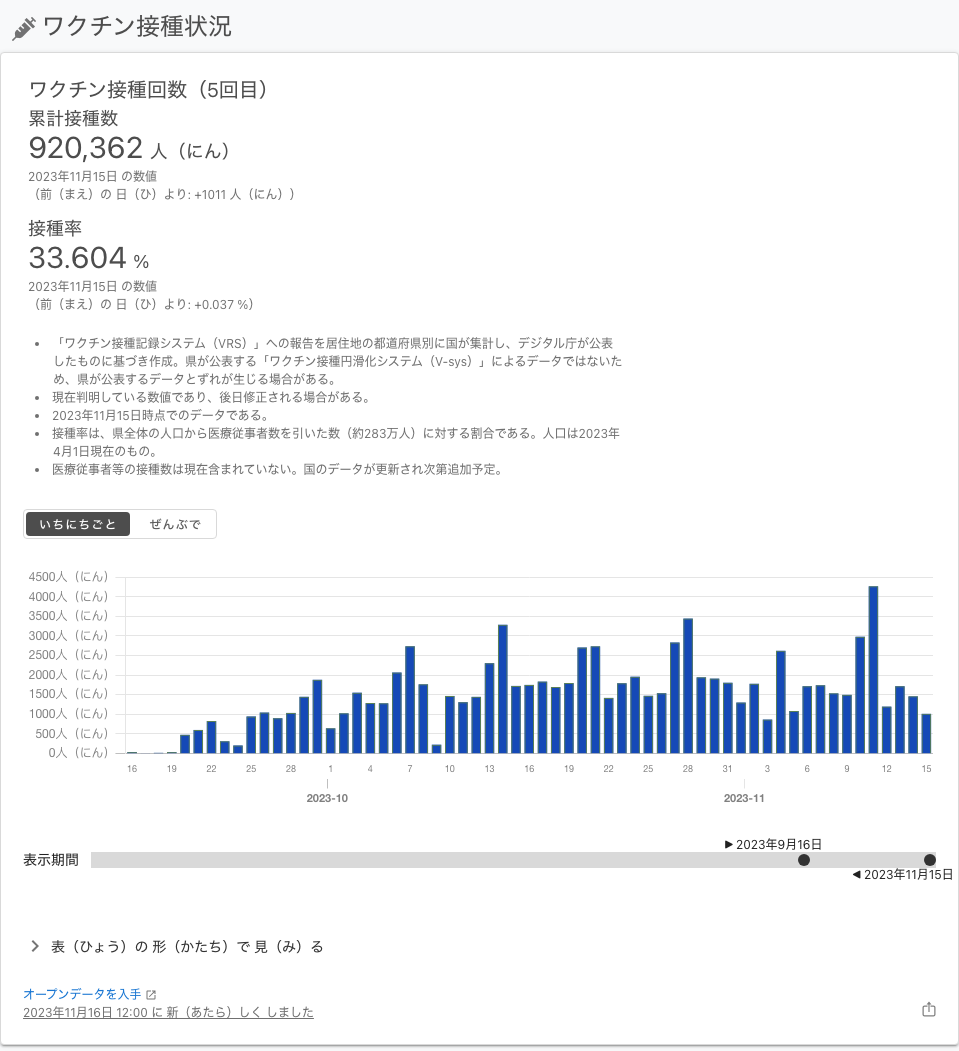 ワクチン接種状況
ワクチン接種回数（5回目）
累計接種数
920,362 人（にん）
2023年11月15日 の数値
（前（まえ）の 日（ひ）より: +1011 人（にん））
接種率
33.604 %
2023年11月15日 の数値
（前（まえ）の 日（ひ）より: +0.037 %）
• 「ワクチン接種記録システム（VRS）」への報告を居住地の都道府県別に国が集計し、デジタル庁が公表
したものに基づき作成。県が公表する「ワクチン接種円滑化システム（V-sys）」によるデータではないた
め、県が公表するデータとずれが生じる場合がある。
• 現在判明している数値であり、後日修正される場合がある。
• 2023年11月15日時点でのデータである。
• 接種率は、県全体の人口から医療従事者数を引いた数（約283万人）に対する割合である。人口は2023年
4月1日現在のもの。
• 医療従事者等の接種数は現在含まれていない。国のデータが更新され次第追加予定。
いちにちごと ぜんぶで
4500人（にん）
4000人（にん）
3500人（にん）
3000人（にん）
2500人（にん）
2000人（にん）
1500人（にん）
1000人（にん）
500人（にん）
0人（にん）
16 19 22 25 28 1 4 7 10 13 16 19 22 25 28 31 3 6 9 12 15
2023-10 2023-11
▶ 2023年9月16日
表示期間
◀ 2023年11月15日
表（ひょう）の 形（かたち）で 見（み）る
オープンデータを入手
2023年11月16日 12:00 に 新（あたら）しく しました